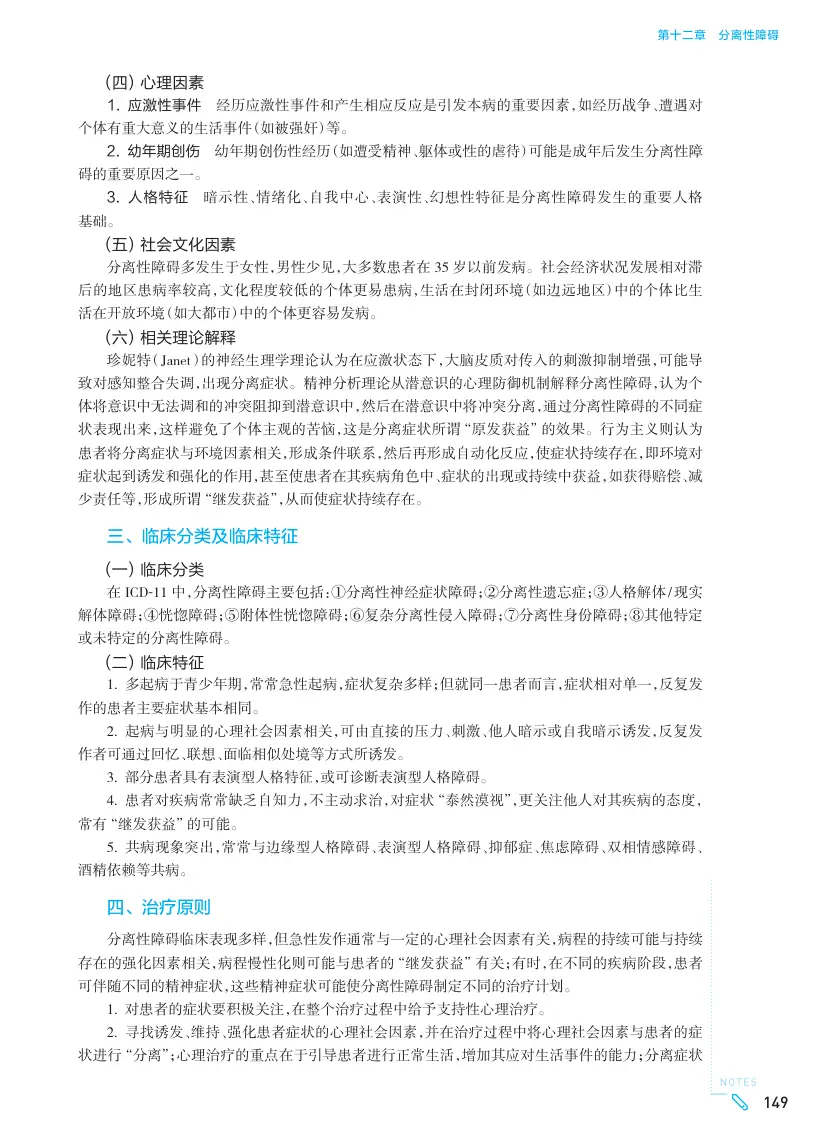 第十二章 分离性障碍
（四）心理因素
1. 应激性事件 经历应激性事件和产生相应反应是引发本病的重要因素，如经历战争、遭遇对
个体有重大意义的生活事件（如被强奸）等。
2. 幼年期创伤 幼年期创伤性经历（如遭受精神、躯体或性的虐待）可能是成年后发生分离性障
碍的重要原因之一。
3. 人格特征 暗示性、情绪化、自我中心、表演性、幻想性特征是分离性障碍发生的重要人格
基础。
（五）社会文化因素
分离性障碍多发生于女性，男性少见，大多数患者在 35 岁以前发病。社会经济状况发展相对滞
后的地区患病率较高，文化程度较低的个体更易患病，生活在封闭环境（如边远地区）中的个体比生
活在开放环境（如大都市）中的个体更容易发病。
（六）相关理论解释
珍妮特（Janet）的神经生理学理论认为在应激状态下，大脑皮质对传入的刺激抑制增强，可能导
致对感知整合失调，出现分离症状。精神分析理论从潜意识的心理防御机制解释分离性障碍，认为个
体将意识中无法调和的冲突阻抑到潜意识中，然后在潜意识中将冲突分离，通过分离性障碍的不同症
状表现出来，这样避免了个体主观的苦恼，这是分离症状所谓“原发获益”的效果。行为主义则认为
患者将分离症状与环境因素相关，形成条件联系，然后再形成自动化反应，使症状持续存在，即环境对
症状起到诱发和强化的作用，甚至使患者在其疾病角色中、症状的出现或持续中获益，如获得赔偿、减
少责任等，形成所谓“继发获益”，从而使症状持续存在。
三、临床分类及临床特征
（一）临床分类
在 ICD-11 中，分离性障碍主要包括：①分离性神经症状障碍；②分离性遗忘症；③人格解体/现实
解体障碍；④恍惚障碍；⑤附体性恍惚障碍；⑥复杂分离性侵入障碍；⑦分离性身份障碍；⑧其他特定
或未特定的分离性障碍。
（二）临床特征
1. 多起病于青少年期，常常急性起病，症状复杂多样；但就同一患者而言，症状相对单一，反复发
作的患者主要症状基本相同。
2. 起病与明显的心理社会因素相关，可由直接的压力、刺激、他人暗示或自我暗示诱发，反复发
作者可通过回忆、联想、面临相似处境等方式所诱发。
3. 部分患者具有表演型人格特征，或可诊断表演型人格障碍。
4. 患者对疾病常常缺乏自知力，不主动求治，对症状“泰然漠视”，更关注他人对其疾病的态度，
常有“继发获益”的可能。
5. 共病现象突出，常常与边缘型人格障碍、表演型人格障碍、抑郁症、焦虑障碍、双相情感障碍、
酒精依赖等共病。
四、治疗原则
分离性障碍临床表现多样，但急性发作通常与一定的心理社会因素有关，病程的持续可能与持续
存在的强化因素相关，病程慢性化则可能与患者的“继发获益”有关；有时，在不同的疾病阶段，患者
可伴随不同的精神症状，这些精神症状可能使分离性障碍制定不同的治疗计划。
1. 对患者的症状要积极关注，在整个治疗过程中给予支持性心理治疗。
2. 寻找诱发、维持、强化患者症状的心理社会因素，并在治疗过程中将心理社会因素与患者的症
状进行“分离”；心理治疗的重点在于引导患者进行正常生活，增加其应对生活事件的能力；分离症状
NOTES
149